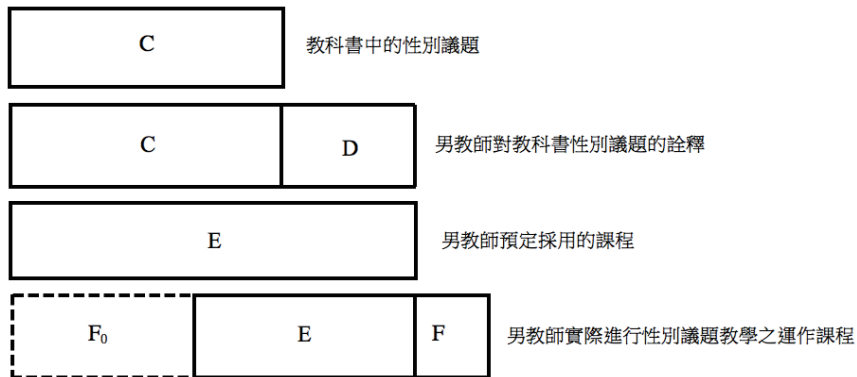 C 教科書中的性別議題
C D 男教師對教科書性別議題的詮釋
E 男教師預定採用的課程
F₀ E F 男教師實際進行性別議題教學之運作課程